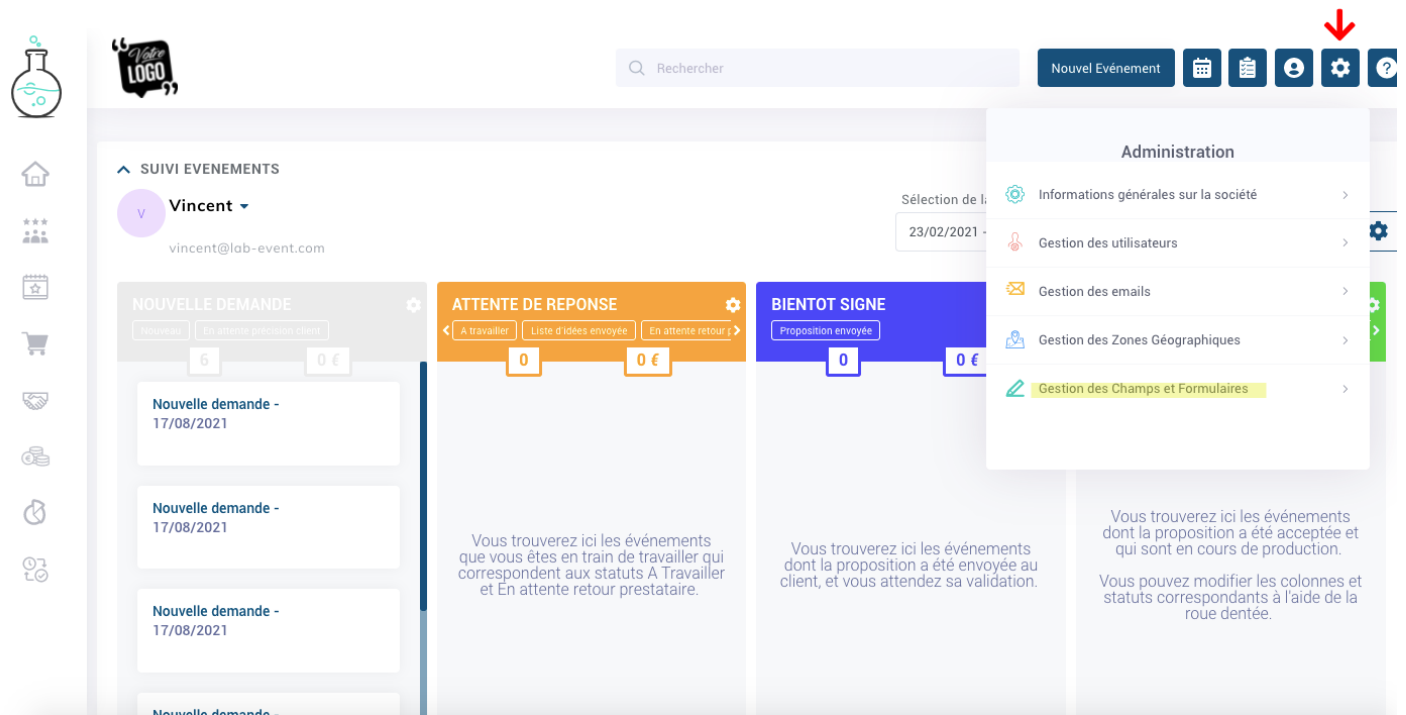 “Votre
LOGO”
Rechercher
Nouvel Evénement
?
Administration
Informations générales sur la société
Gestion des utilisateurs
Gestion des emails
Gestion des Zones Géographiques
Gestion des Champs et Formulaires
SUIVI EVENEMENTS
V
Vincent
vincent@lab-event.com
Sélection de
23/02/2021 -
NOUVELLE DEMANDE
Nouveau
En attente précision client
6
0 €
Nouvelle demande -
17/08/2021
Nouvelle demande -
17/08/2021
Nouvelle demande -
17/08/2021
Nouvelle demande -
ATTENTE DE REPONSE
A travailler
Liste d'idées envoyée
En attente retour
0
0 €
Vous trouverez ici les événements
que vous êtes en train de travailler qui
correspondent aux statuts A Travailler
et En attente retour prestataire.
BIENTOT SIGNE
Proposition envoyée
0
0 €
Vous trouverez ici les événements
dont la proposition a été envoyée au
client, et vous attendez sa validation.
Vous trouverez ici les événements
dont la proposition a été acceptée et
qui sont en cours de production.
Vous pouvez modifier les colonnes et
statuts correspondants à l'aide de la
roue dentée.